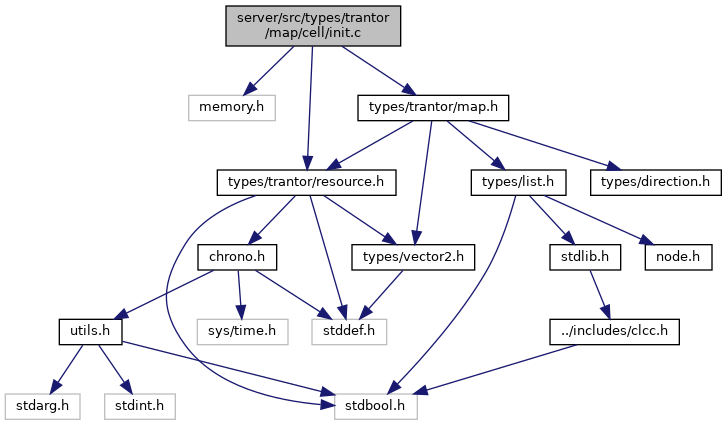 server/src/types/trantor
/map/cell/init.c
memory.h
types/trantor/map.h
types/trantor/resource.h
types/list.h
types/direction.h
chrono.h
types/vector2.h
stdlib.h
node.h
utils.h
sys/time.h
stddef.h
../includes/clcc.h
stdarg.h
stdint.h
stdbool.h